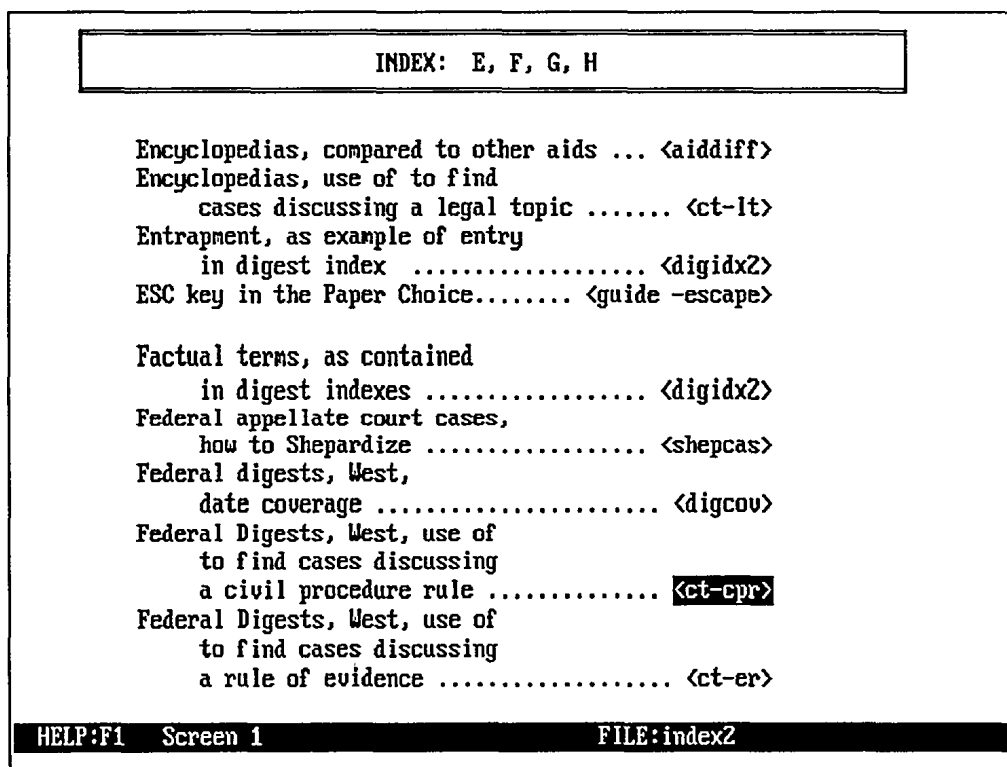 INDEX: E, F, G, H
Encyclopedias, compared to other aids ... <aiddiff>
Encyclopedias, use of to find
cases discussing a legal topic ....... <ct-lt>
Entrapment, as example of entry
in digest index ................... <digidx2>
ESC key in the Paper Choice........ <guide -escape>
Factual terms, as contained
in digest indexes .................. <digidx2>
Federal appellate court cases,
how to Shepardize .................. <shepcas>
Federal digests, West,
date coverage ....................... <digcov>
Federal Digests, West, use of
to find cases discussing
a civil procedure rule .............. <ct-cpr>
Federal Digests, West, use of
to find cases discussing
a rule of evidence ................... <ct-er>
HELP:F1 Screen 1 FILE:index2